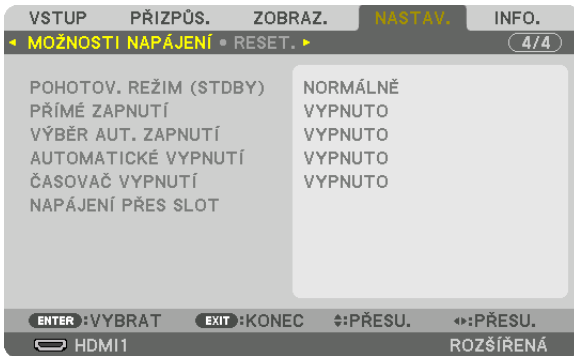 VSTUP PŘIZPŮS. ZOBRAZ. NASTAV. INFO.
MOŽNOSTI NAPÁJENÍ • RESET. 4/4
POHOTOV. REŽIM (STDBY) NORMÁLNĚ
PŘÍMÉ ZAPNUTÍ VYPNUTO
VÝBĚR AUT. ZAPNUTÍ VYPNUTO
AUTOMATICKÉ VYPNUTÍ VYPNUTO
ČASOVAČ VYPNUTÍ VYPNUTO
NAPÁJENÍ PŘES SLOT
ENTER :VYBRAT EXIT :KONEC :PŘESU. :PŘESU.
HDMI1 ROZŠÍŘENÁ